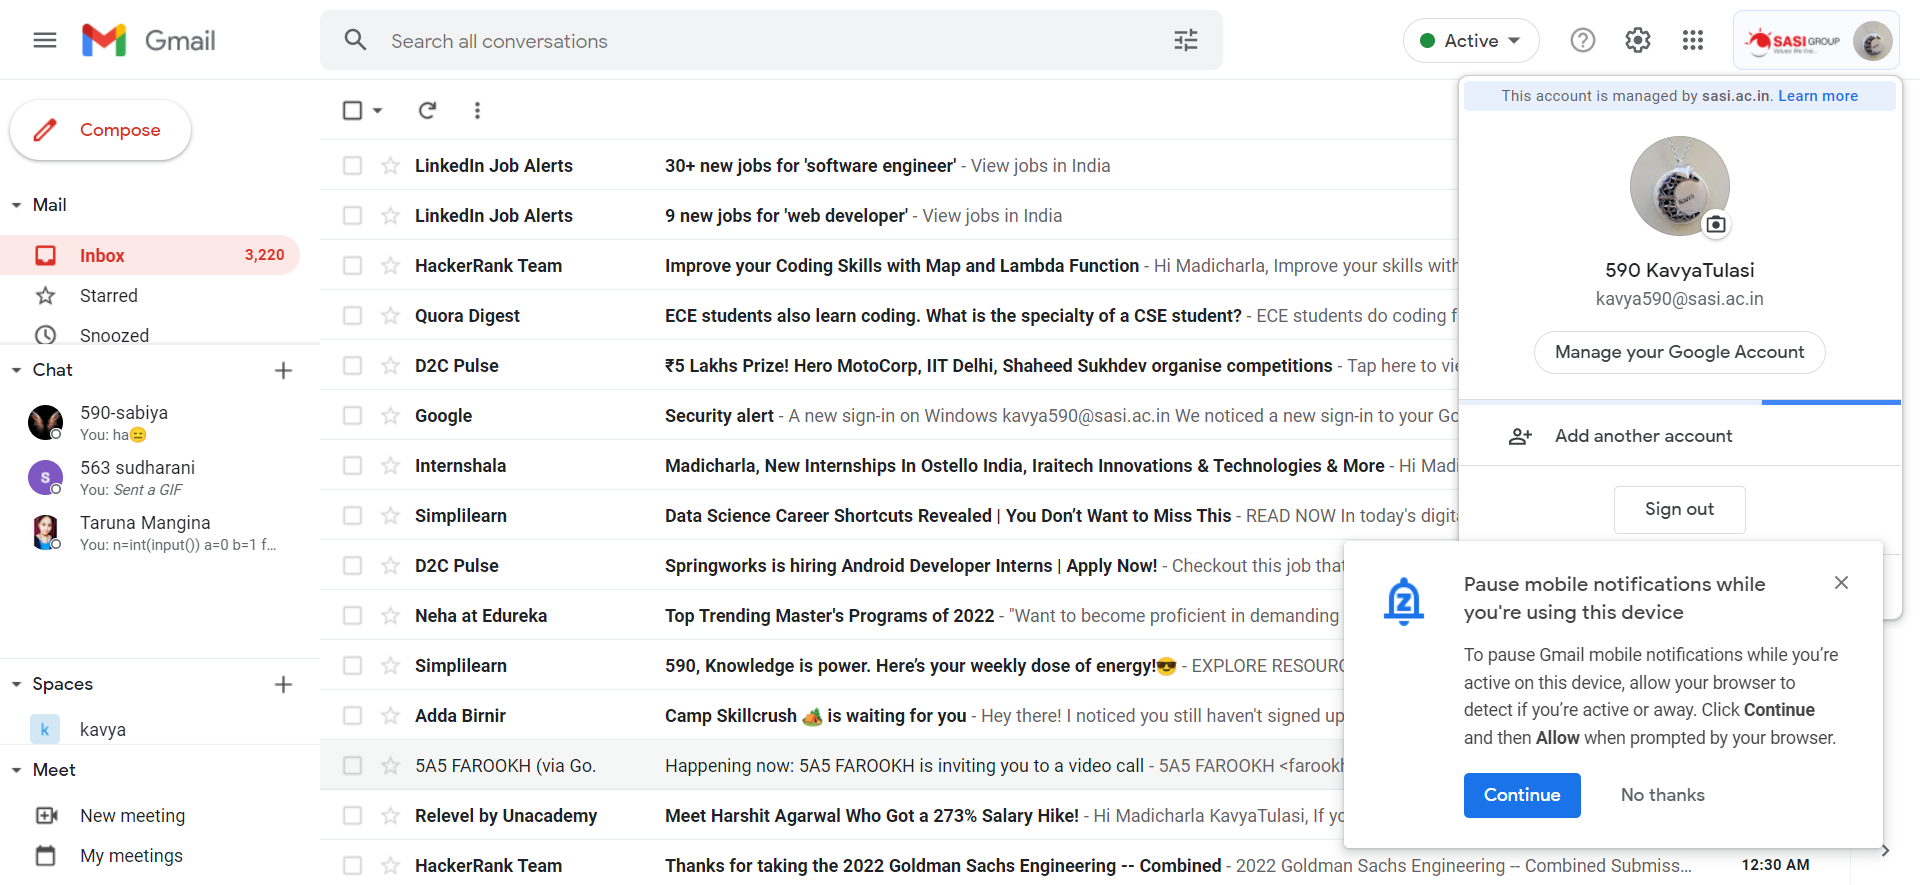 Gmail
Search all conversations
Active
SASI GROUP
Compose
Mail
Inbox 3,220
Starred
Snoozed
Chat
590-sabiya
You: ha😑
S
563 sudharani
You: Sent a GIF
Taruna Mangina
You: n=int(input()) a=0 b=1 f...
Spaces
k kavya
Meet
New meeting
My meetings
LinkedIn Job Alerts 30+ new jobs for 'software engineer' - View jobs in India
LinkedIn Job Alerts 9 new jobs for 'web developer' - View jobs in India
HackerRank Team Improve your Coding Skills with Map and Lambda Function - Hi Madicharla, Improve your skills with
Quora Digest ECE students also learn coding. What is the specialty of a CSE student? - ECE students do coding f
D2C Pulse ₹5 Lakhs Prize! Hero MotoCorp, IIT Delhi, Shaheed Sukhdev organise competitions - Tap here to vie
Google Security alert - A new sign-in on Windows kavya590@sasi.ac.in We noticed a new sign-in to your Go
Internshala Madicharla, New Internships In Ostello India, Iraitech Innovations & Technologies & More - Hi Madi
Simplilearn Data Science Career Shortcuts Revealed | You Don’t Want to Miss This - READ NOW In today's digita
D2C Pulse Springworks is hiring Android Developer Interns | Apply Now! - Checkout this job that
Neha at Edureka Top Trending Master's Programs of 2022 - "Want to become proficient in demanding
Simplilearn 590, Knowledge is power. Here’s your weekly dose of energy!😎 - EXPLORE RESOURC
Adda Birnir Camp Skillcrush 🏕️ is waiting for you - Hey there! I noticed you still haven't signed up
5A5 FAROOKH (via Go. Happening now: 5A5 FAROOKH is inviting you to a video call - 5A5 FAROOKH <farookh
Relevel by Unacademy Meet Harshit Agarwal Who Got a 273% Salary Hike! - Hi Madicharla KavyaTulasi, If yo
HackerRank Team Thanks for taking the 2022 Goldman Sachs Engineering -- Combined - 2022 Goldman Sachs Engineering -- Combined Submiss... 12:30 AM
This account is managed by sasi.ac.in. Learn more
Kavya
590 KavyaTulasi
kavya590@sasi.ac.in
Manage your Google Account
Add another account
Sign out
Pause mobile notifications while
you're using this device
To pause Gmail mobile notifications while you’re
active on this device, allow your browser to
detect if you’re active or away. Click Continue
and then Allow when prompted by your browser.
Continue No thanks